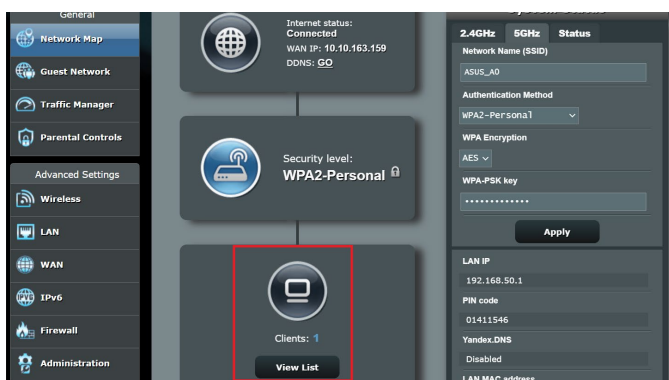 General
Network Map
Guest Network
Traffic Manager
Parental Controls
Advanced Settings
Wireless
LAN
WAN
IPv6
Firewall
Administration
Internet status:
Connected
WAN IP: 10.10.163.159
DDNS: GO
Security level:
WPA2-Personal
Clients: 1
View List
2.4GHz 5GHz Status
Network Name (SSID)
ASUS_A0
Authentication Method
WPA2-Personal
WPA Encryption
AES
WPA-PSK key
•••••••••••••
Apply
LAN IP
192.168.50.1
PIN code
01411546
Yandex.DNS
Disabled
LAN MAC address